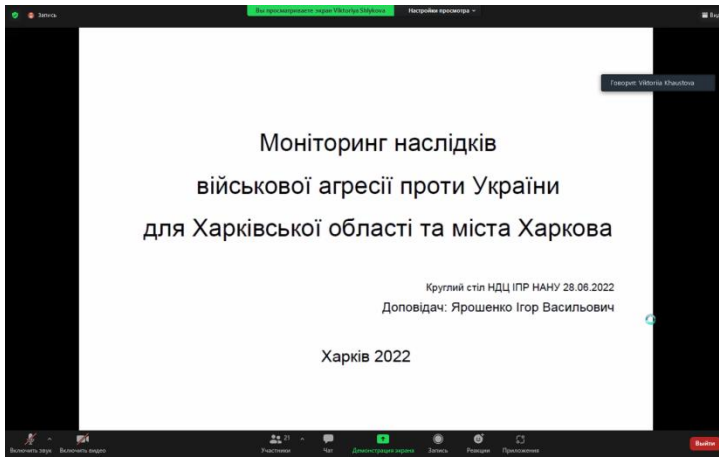 Запись
Вы просматриваете экран Viktoriya Shlykova
Настройки просмотра
Говорит: Viktoriia Khaustova
Моніторинг наслідків
військової агресії проти України
для Харківської області та міста Харкова
Круглий стіл НДЦ ІПР НАНУ 28.06.2022
Доповідач: Ярошенко Ігор Васильович
Харків 2022
21
Включить звук
Включить видео
Участники
Чат
Демонстрация экрана
Запись
Реакции
Приложения
Выйти